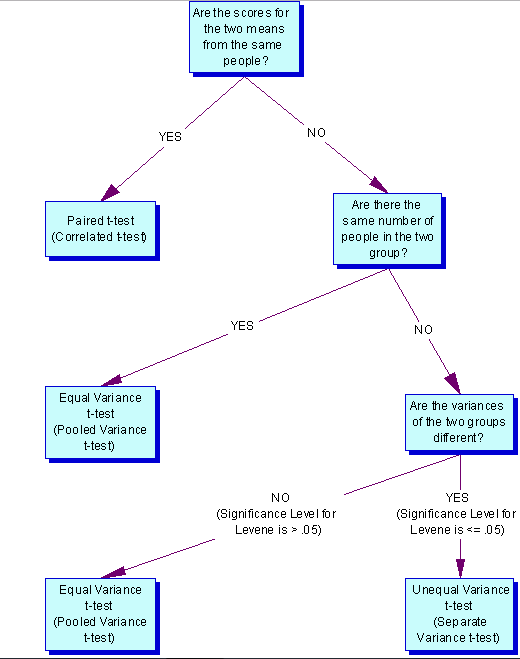 Are the scores for
the two means
from the same
people?
YES
NO
Paired t-test
(Correlated t-test)
Are there the
same number of
people in the two
group?
YES
NO
Equal Variance
t-test
(Pooled Variance
t-test)
Are the variances
of the two groups
different?
NO
(Significance Level for
Levene is > .05)
YES
(Significance Level for
Levene is <= .05)
Equal Variance
t-test
(Pooled Variance
t-test)
Unequal Variance
t-test
(Separate
Variance t-test)